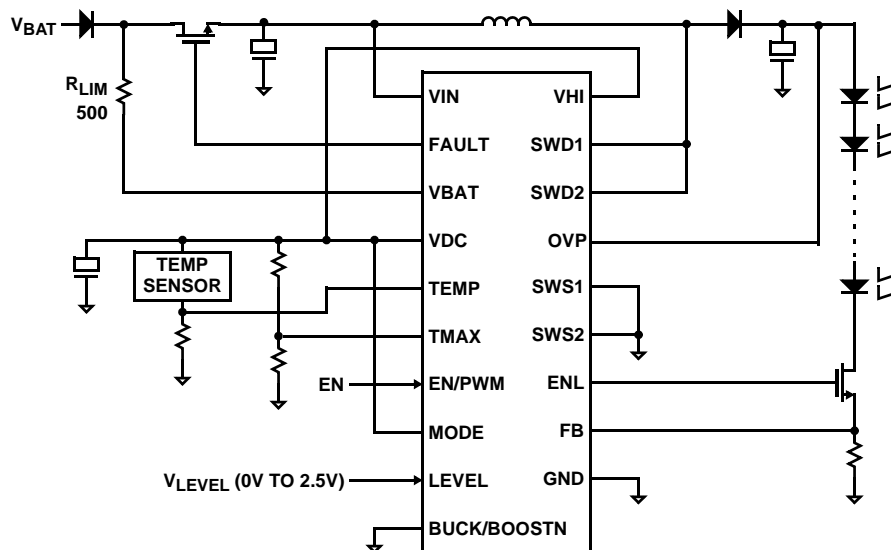 VBAT
RLIM
500
VIN
FAULT
VBAT
VDC
TEMP
TMAX
EN/PWM
MODE
LEVEL
BUCK/BOOSTN
VHI
SWD1
SWD2
OVP
SWS1
SWS2
ENL
FB
GND
TEMP
SENSOR
EN
VLEVEL (0V TO 2.5V)